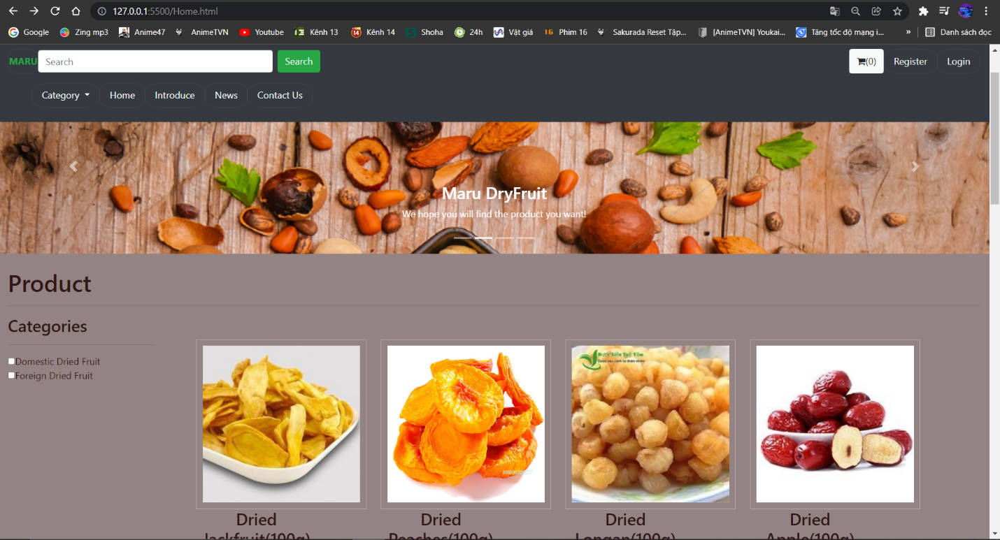 127.0.0.1:5500/Home.html
Google Zing mp3 Anime47 AnimeTVN Youtube Kênh 13 Kênh 14 Shoha 24h Vật giá Phim 16 Sakurada Reset Tập... [AnimeTVN] Youkai... Tăng tốc độ mạng i... » Danh sách đọc
MARU Search Search (0) Register Login
Category Home Introduce News Contact Us
Maru DryFruit
We hope you will find the product you want!
Product
Categories
Domestic Dried Fruit
Foreign Dried Fruit
Dược Liệu Tuệ Tâm
Dried Dried Dried Dried
Jackfruit(100g) Peaches(100g) Longan(100g) Apple(100g)